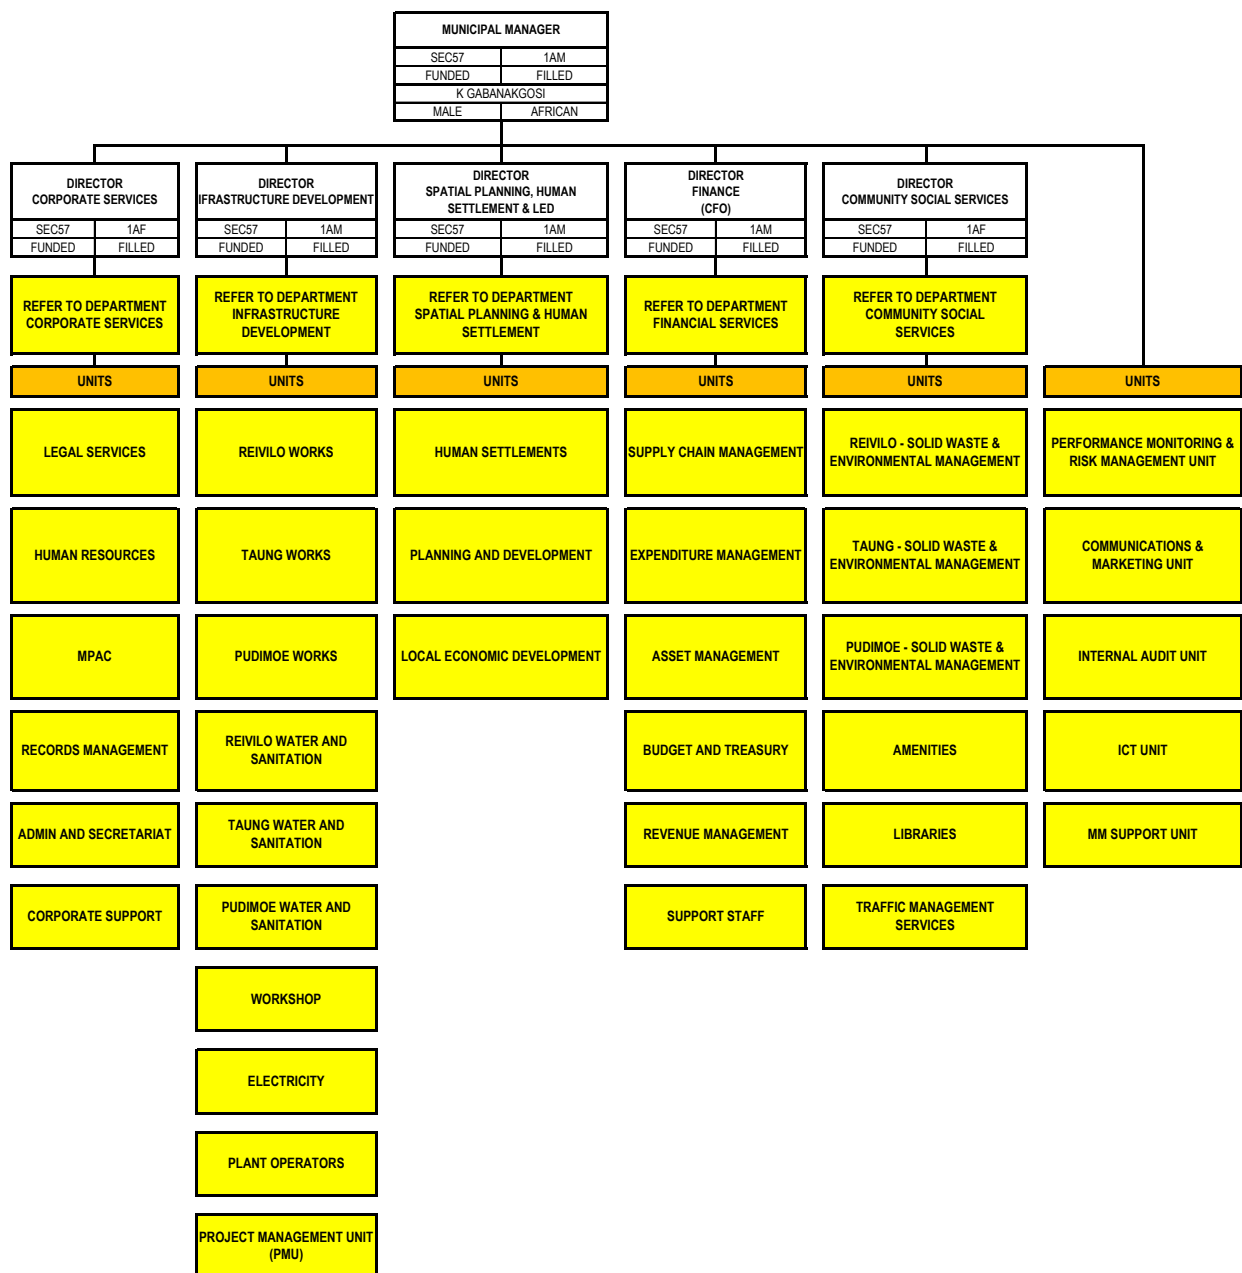 MUNICIPAL MANAGER
SEC57 1AM
FUNDED FILLED
K GABANAKGOSI
MALE AFRICAN
DIRECTOR
CORPORATE SERVICES
SEC57 1AF
FUNDED FILLED
REFER TO DEPARTMENT
CORPORATE SERVICES
UNITS
LEGAL SERVICES
HUMAN RESOURCES
MPAC
RECORDS MANAGEMENT
ADMIN AND SECRETARIAT
CORPORATE SUPPORT
DIRECTOR
IFRASTRUCTURE DEVELOPMENT
SEC57 1AM
FUNDED FILLED
REFER TO DEPARTMENT
INFRASTRUCTURE
DEVELOPMENT
UNITS
REIVILO WORKS
TAUNG WORKS
PUDIMOE WORKS
REIVILO WATER AND
SANITATION
TAUNG WATER AND
SANITATION
PUDIMOE WATER AND
SANITATION
WORKSHOP
ELECTRICITY
PLANT OPERATORS
PROJECT MANAGEMENT UNIT
(PMU)
DIRECTOR
SPATIAL PLANNING, HUMAN
SETTLEMENT & LED
SEC57 1AM
FUNDED FILLED
REFER TO DEPARTMENT
SPATIAL PLANNING & HUMAN
SETTLEMENT
UNITS
HUMAN SETTLEMENTS
PLANNING AND DEVELOPMENT
LOCAL ECONOMIC DEVELOPMENT
DIRECTOR
FINANCE
(CFO)
SEC57 1AM
FUNDED FILLED
REFER TO DEPARTMENT
FINANCIAL SERVICES
UNITS
SUPPLY CHAIN MANAGEMENT
EXPENDITURE MANAGEMENT
ASSET MANAGEMENT
BUDGET AND TREASURY
REVENUE MANAGEMENT
SUPPORT STAFF
DIRECTOR
COMMUNITY SOCIAL SERVICES
SEC57 1AF
FUNDED FILLED
REFER TO DEPARTMENT
COMMUNITY SOCIAL
SERVICES
UNITS
REIVILO - SOLID WASTE &
ENVIRONMENTAL MANAGEMENT
TAUNG - SOLID WASTE &
ENVIRONMENTAL MANAGEMENT
PUDIMOE - SOLID WASTE &
ENVIRONMENTAL MANAGEMENT
AMENITIES
LIBRARIES
TRAFFIC MANAGEMENT
SERVICES
UNITS
PERFORMANCE MONITORING &
RISK MANAGEMENT UNIT
COMMUNICATIONS &
MARKETING UNIT
INTERNAL AUDIT UNIT
ICT UNIT
MM SUPPORT UNIT